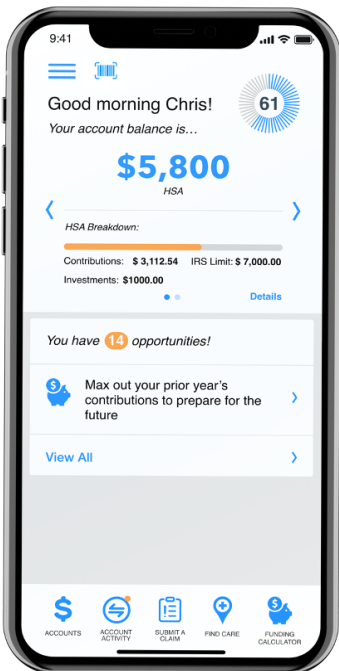 9:41
Good morning Chris!
61
Your account balance is...
$5,800
HSA
HSA Breakdown:
Contributions: $ 3,112.54 IRS Limit: $ 7,000.00
Investments: $1000.00
Details
You have 14 opportunities!
Max out your prior year's
contributions to prepare for the
future
View All
ACCOUNTS
ACCOUNT
ACTIVITY
SUBMIT A
CLAIM
FIND CARE
FUNDING
CALCULATOR